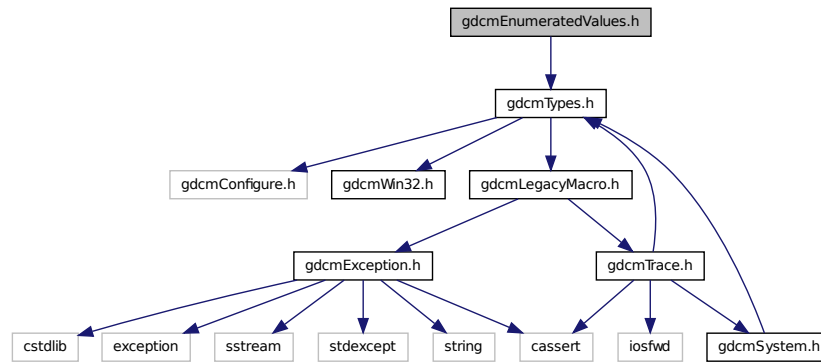 gdcmEnumeratedValues.h
gdcmTypes.h
gdcmConfigure.h
gdcmWin32.h
gdcmLegacyMacro.h
gdcmException.h
gdcmTrace.h
cstdlib
exception
sstream
stdexcept
string
cassert
iosfwd
gdcmSystem.h